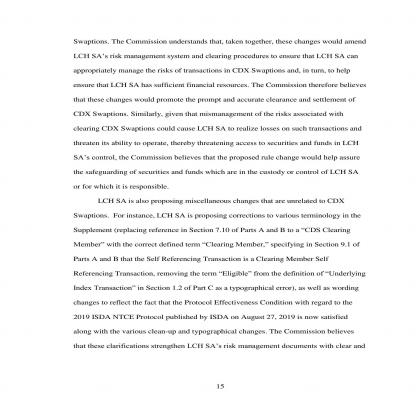 Swaptions. The Commission understands that, taken together, these changes would amend
LCH SA's risk management system and clearing procedures to ensure that LCH SA can
appropriately manage the risks of transactions in CDX Swaptions and, in turn, to help
ensure that LCH SA has sufficient financial resources. The Commission therefore believes
that these changes would promote the prompt and accurate clearance and settlement of
CDX Swaptions. Similarly, given that mismanagement of the risks associated with
clearing CDX Swaptions could cause LCH SA to realize losses on such transactions and
threaten its ability to operate, thereby threatening access to securities and funds in LCH
SA's control, the Commission believes that the proposed rule change would help assure
the safeguarding of securities and funds which are in the custody or control of LCH SA
or for which it is responsible.
LCH SA is also proposing miscellaneous changes that are unrelated to CDX
Swaptions. For instance, LCH SA is proposing corrections to various terminology in the
Supplement (replacing reference in Section 7.10 of Parts A and B to a "CDS Clearing
Member" with the correct defined term "Clearing Member," specifying in Section 9.1 of
Parts A and B that the Self Referencing Transaction is a Clearing Member Self
Referencing Transaction, removing the term "Eligible" from the definition of "Underlying
Index Transaction" in Section 1.2 of Part C as a typographical error), as well as wording
changes to reflect the fact that the Protocol Effectiveness Condition with regard to the
2019 ISDA NTCE Protocol published by ISDA on August 27, 2019 is now satisfied
along with the various clean-up and typographical changes. The Commission believes
that these clarifications strengthen LCH SA's risk management documents with clear and
15